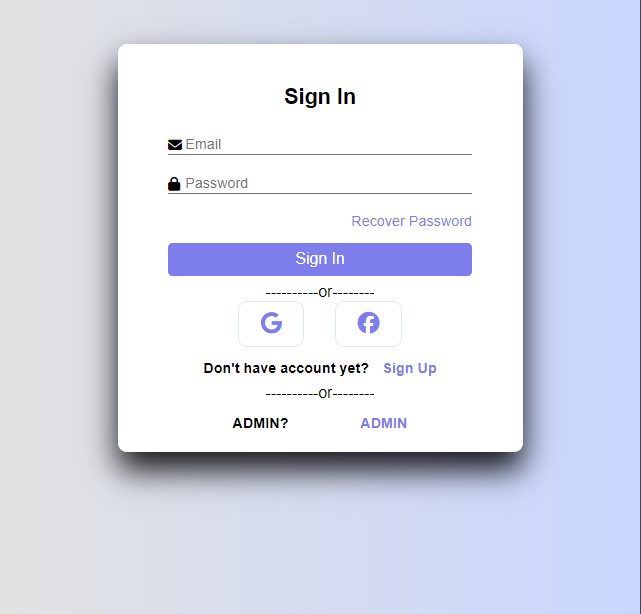 Sign In
Email
Password
Recover Password
Sign In
----------or--------
Don't have account yet? Sign Up
----------or--------
ADMIN? ADMIN